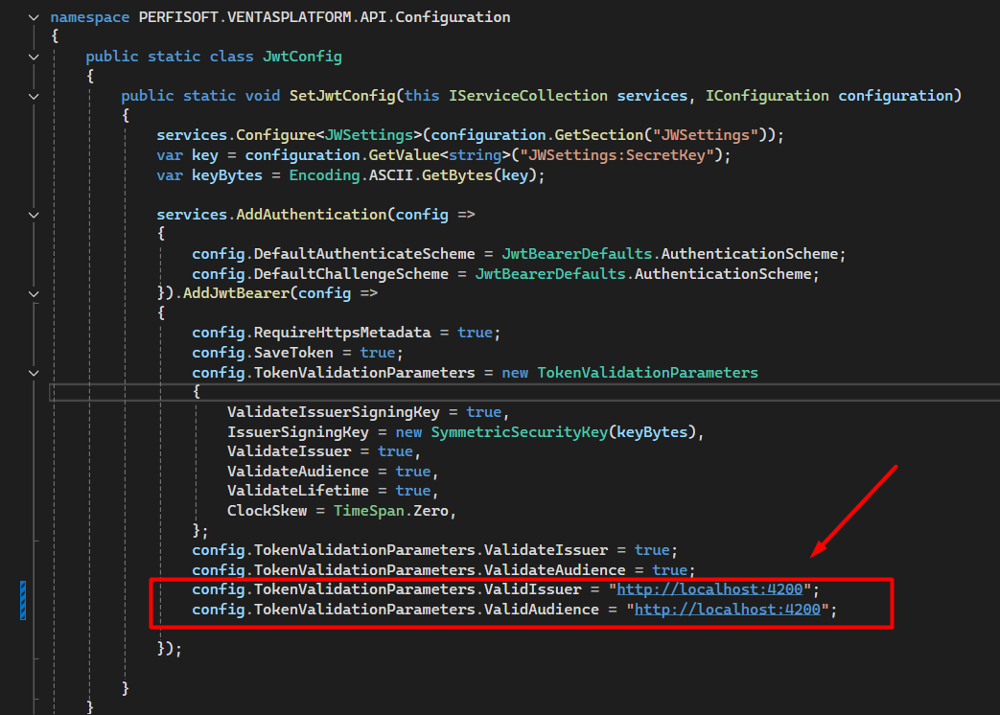 namespace PERFISOFT.VENTASPLATFORM.API.Configuration
{
public static class JwtConfig
{
public static void SetJwtConfig(this IServiceCollection services, IConfiguration configuration)
{
services.Configure<JWSettings>(configuration.GetSection("JWSettings"));
var key = configuration.GetValue<string>("JWSettings:SecretKey");
var keyBytes = Encoding.ASCII.GetBytes(key);
services.AddAuthentication(config =>
{
config.DefaultAuthenticateScheme = JwtBearerDefaults.AuthenticationScheme;
config.DefaultChallengeScheme = JwtBearerDefaults.AuthenticationScheme;
}).AddJwtBearer(config =>
{
config.RequireHttpsMetadata = true;
config.SaveToken = true;
config.TokenValidationParameters = new TokenValidationParameters
{
ValidateIssuerSigningKey = true,
IssuerSigningKey = new SymmetricSecurityKey(keyBytes),
ValidateIssuer = true,
ValidateAudience = true,
ValidateLifetime = true,
ClockSkew = TimeSpan.Zero,
};
config.TokenValidationParameters.ValidateIssuer = true;
config.TokenValidationParameters.ValidateAudience = true;
config.TokenValidationParameters.ValidIssuer = "http://localhost:4200";
config.TokenValidationParameters.ValidAudience = "http://localhost:4200";
});
}
}